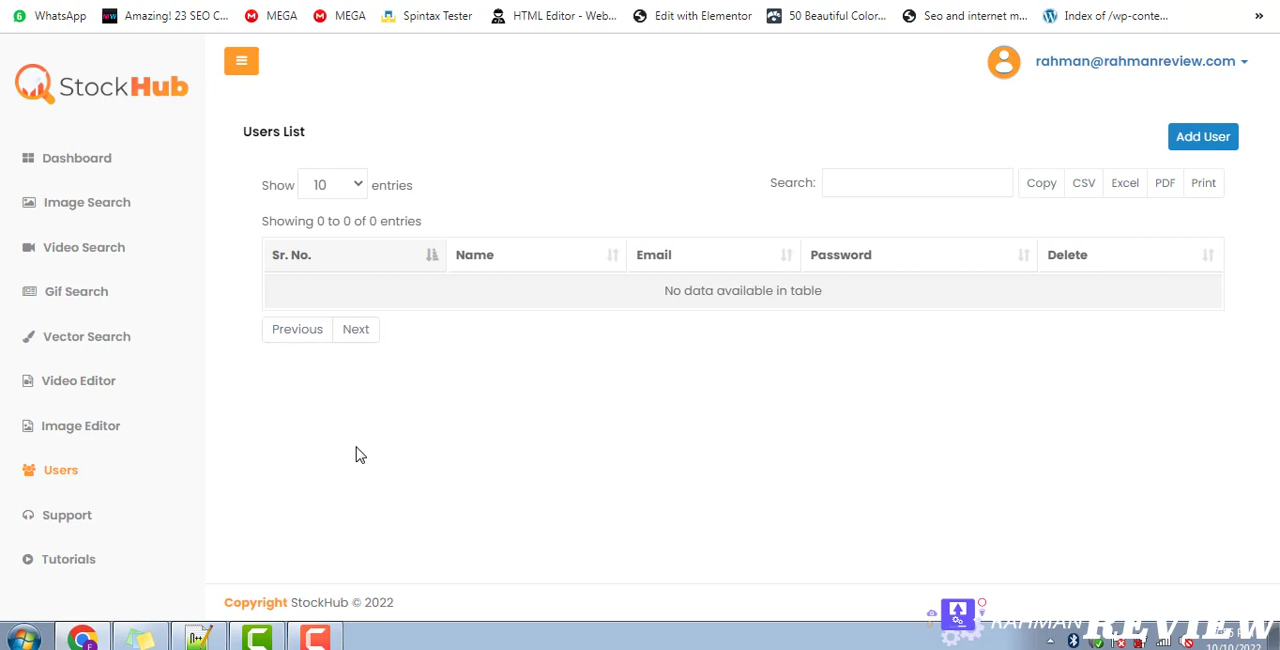 WhatsApp Amazing! 23 SEO C... MEGA MEGA Spintax Tester HTML Editor - Web... Edit with Elementor 50 Beautiful Color... Seo and internet m... Index of /wp-conte... »
StockHub
rahman@rahmanreview.com
Users List
Add User
Dashboard
Image Search
Video Search
Gif Search
Vector Search
Video Editor
Image Editor
Users
Support
Tutorials
Show 10 entries
Search: Copy CSV Excel PDF Print
Showing 0 to 0 of 0 entries
Sr. No. Name Email Password Delete
No data available in table
Previous Next
Copyright StockHub © 2022
RAHMAN REVIEW
10/10/2022